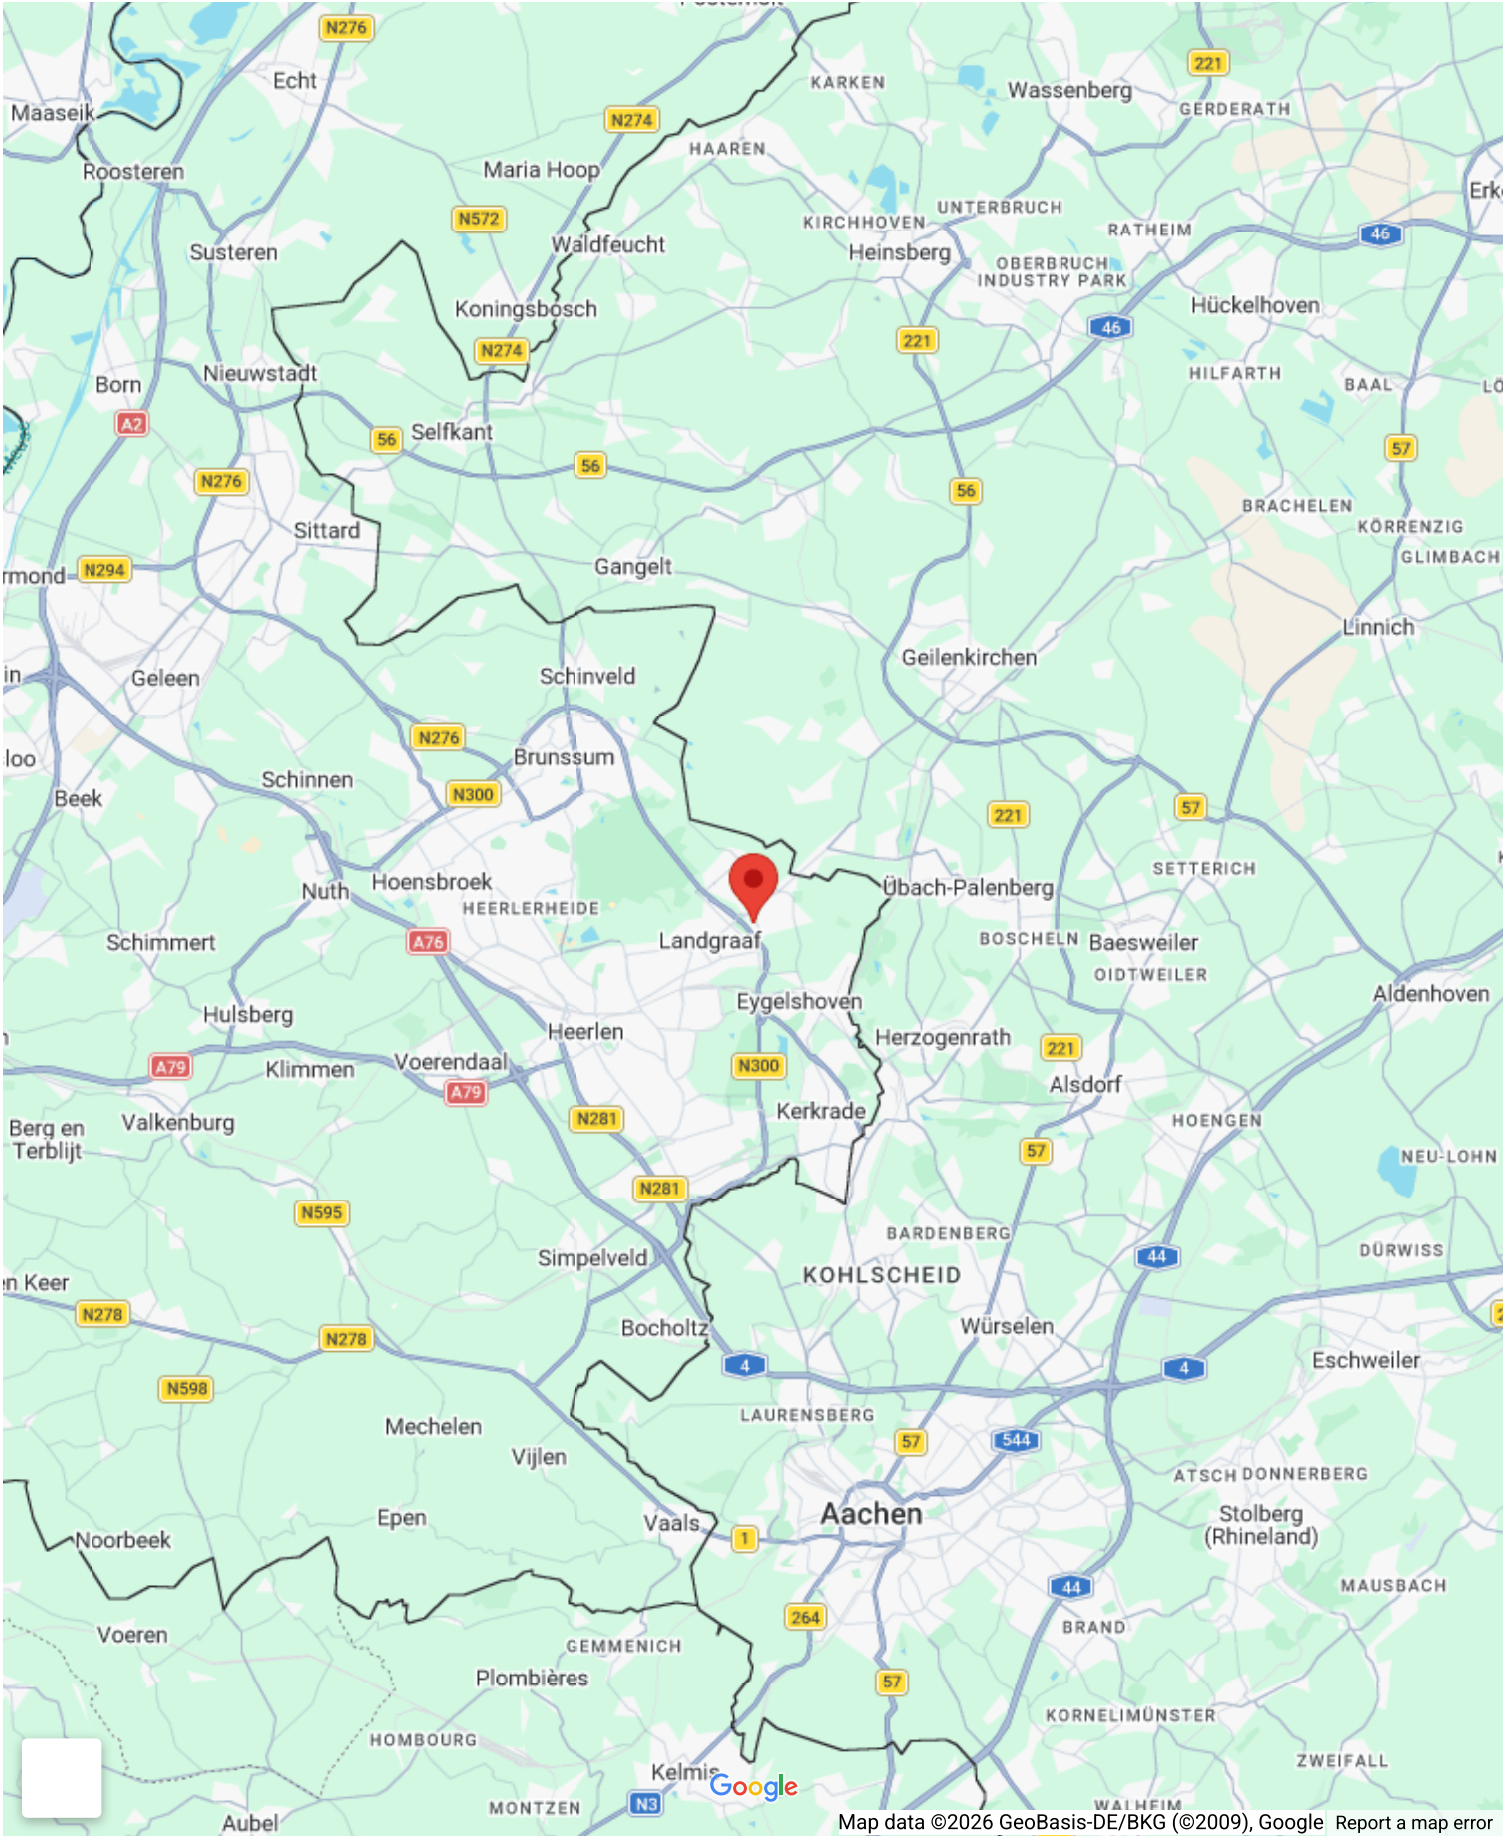 N276
Echt
KARKEN
221
Wassenberg
Maaseik
N274
GERDERATH
HAAREN
Roosteren
Maria Hoop
N572
UNTERBRUCH
KIRCHHOVEN
RATHEIM
46
Susteren
Waldfeucht
Heinsberg
OBERBRUCH
INDUSTRY PARK
Koningsbosch
Hückelhoven
46
221
N274
Nieuwstadt
Born
HILFARTH
BAAL
A2
56
Selfkant
57
56
N276
56
BRACHELEN
Sittard
KÖRRENZIG
GLIMBACH
N294
Gangelt
Linnich
Geilenkirchen
Geleen
Schinveld
N276
Brunssum
Schinnen
N300
Beek
57
221
SETTERICH
Nuth
Hoensbroek
HEERLERHEIDE
Übach-Palenberg
Schimmert
A76
Landgraaf
BOSCHELN
Baesweiler
OIDTWEILER
Aldenhoven
Hulsberg
Eygelshoven
Heerlen
Herzogenrath
221
A79
Klimmen
Voerendaal
N300
A79
Alsdorf
Valkenburg
N281
Kerkrade
HOENGEN
Berg en
Terblijt
57
NEU-LOHN
N281
N595
BARDENBERG
Simpelveld
44
DÜRWISS
KOHLSCHEID
en Keer
N278
Bocholtz
Würselen
N278
4
4
Eschweiler
N598
LAURENSBERG
Mechelen
57
544
Vijlen
ATSCH
DONNERBERG
Aachen
Stolberg
(Rhineland)
Epen
Vaals
1
Noorbeek
44
MAUSBACH
264
Voeren
GEMMENICH
BRAND
Plombières
57
KORNELIMÜNSTER
HOMBOURG
ZWEIFALL
Kelmis
Google
N3
MONTZEN
WALHEIM
Aubel
Map data ©2026 GeoBasis-DE/BKG (©2009), Google
Report a map error